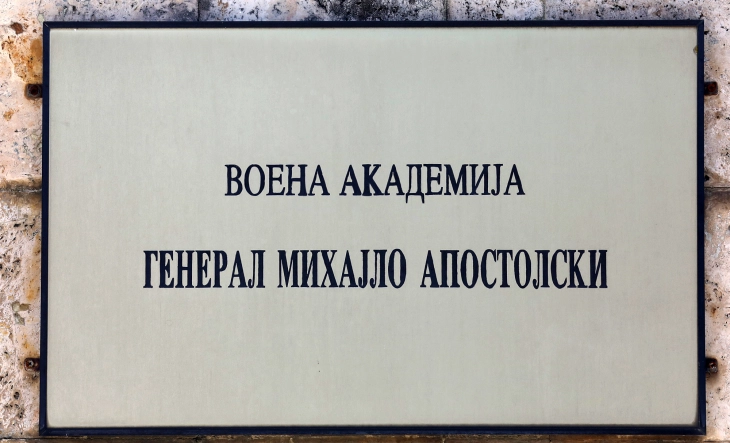 ВОЕНА АКАДЕМИЈА
ГЕНЕРАЛ МИХАЈЛО АПОСТОЛСКИ